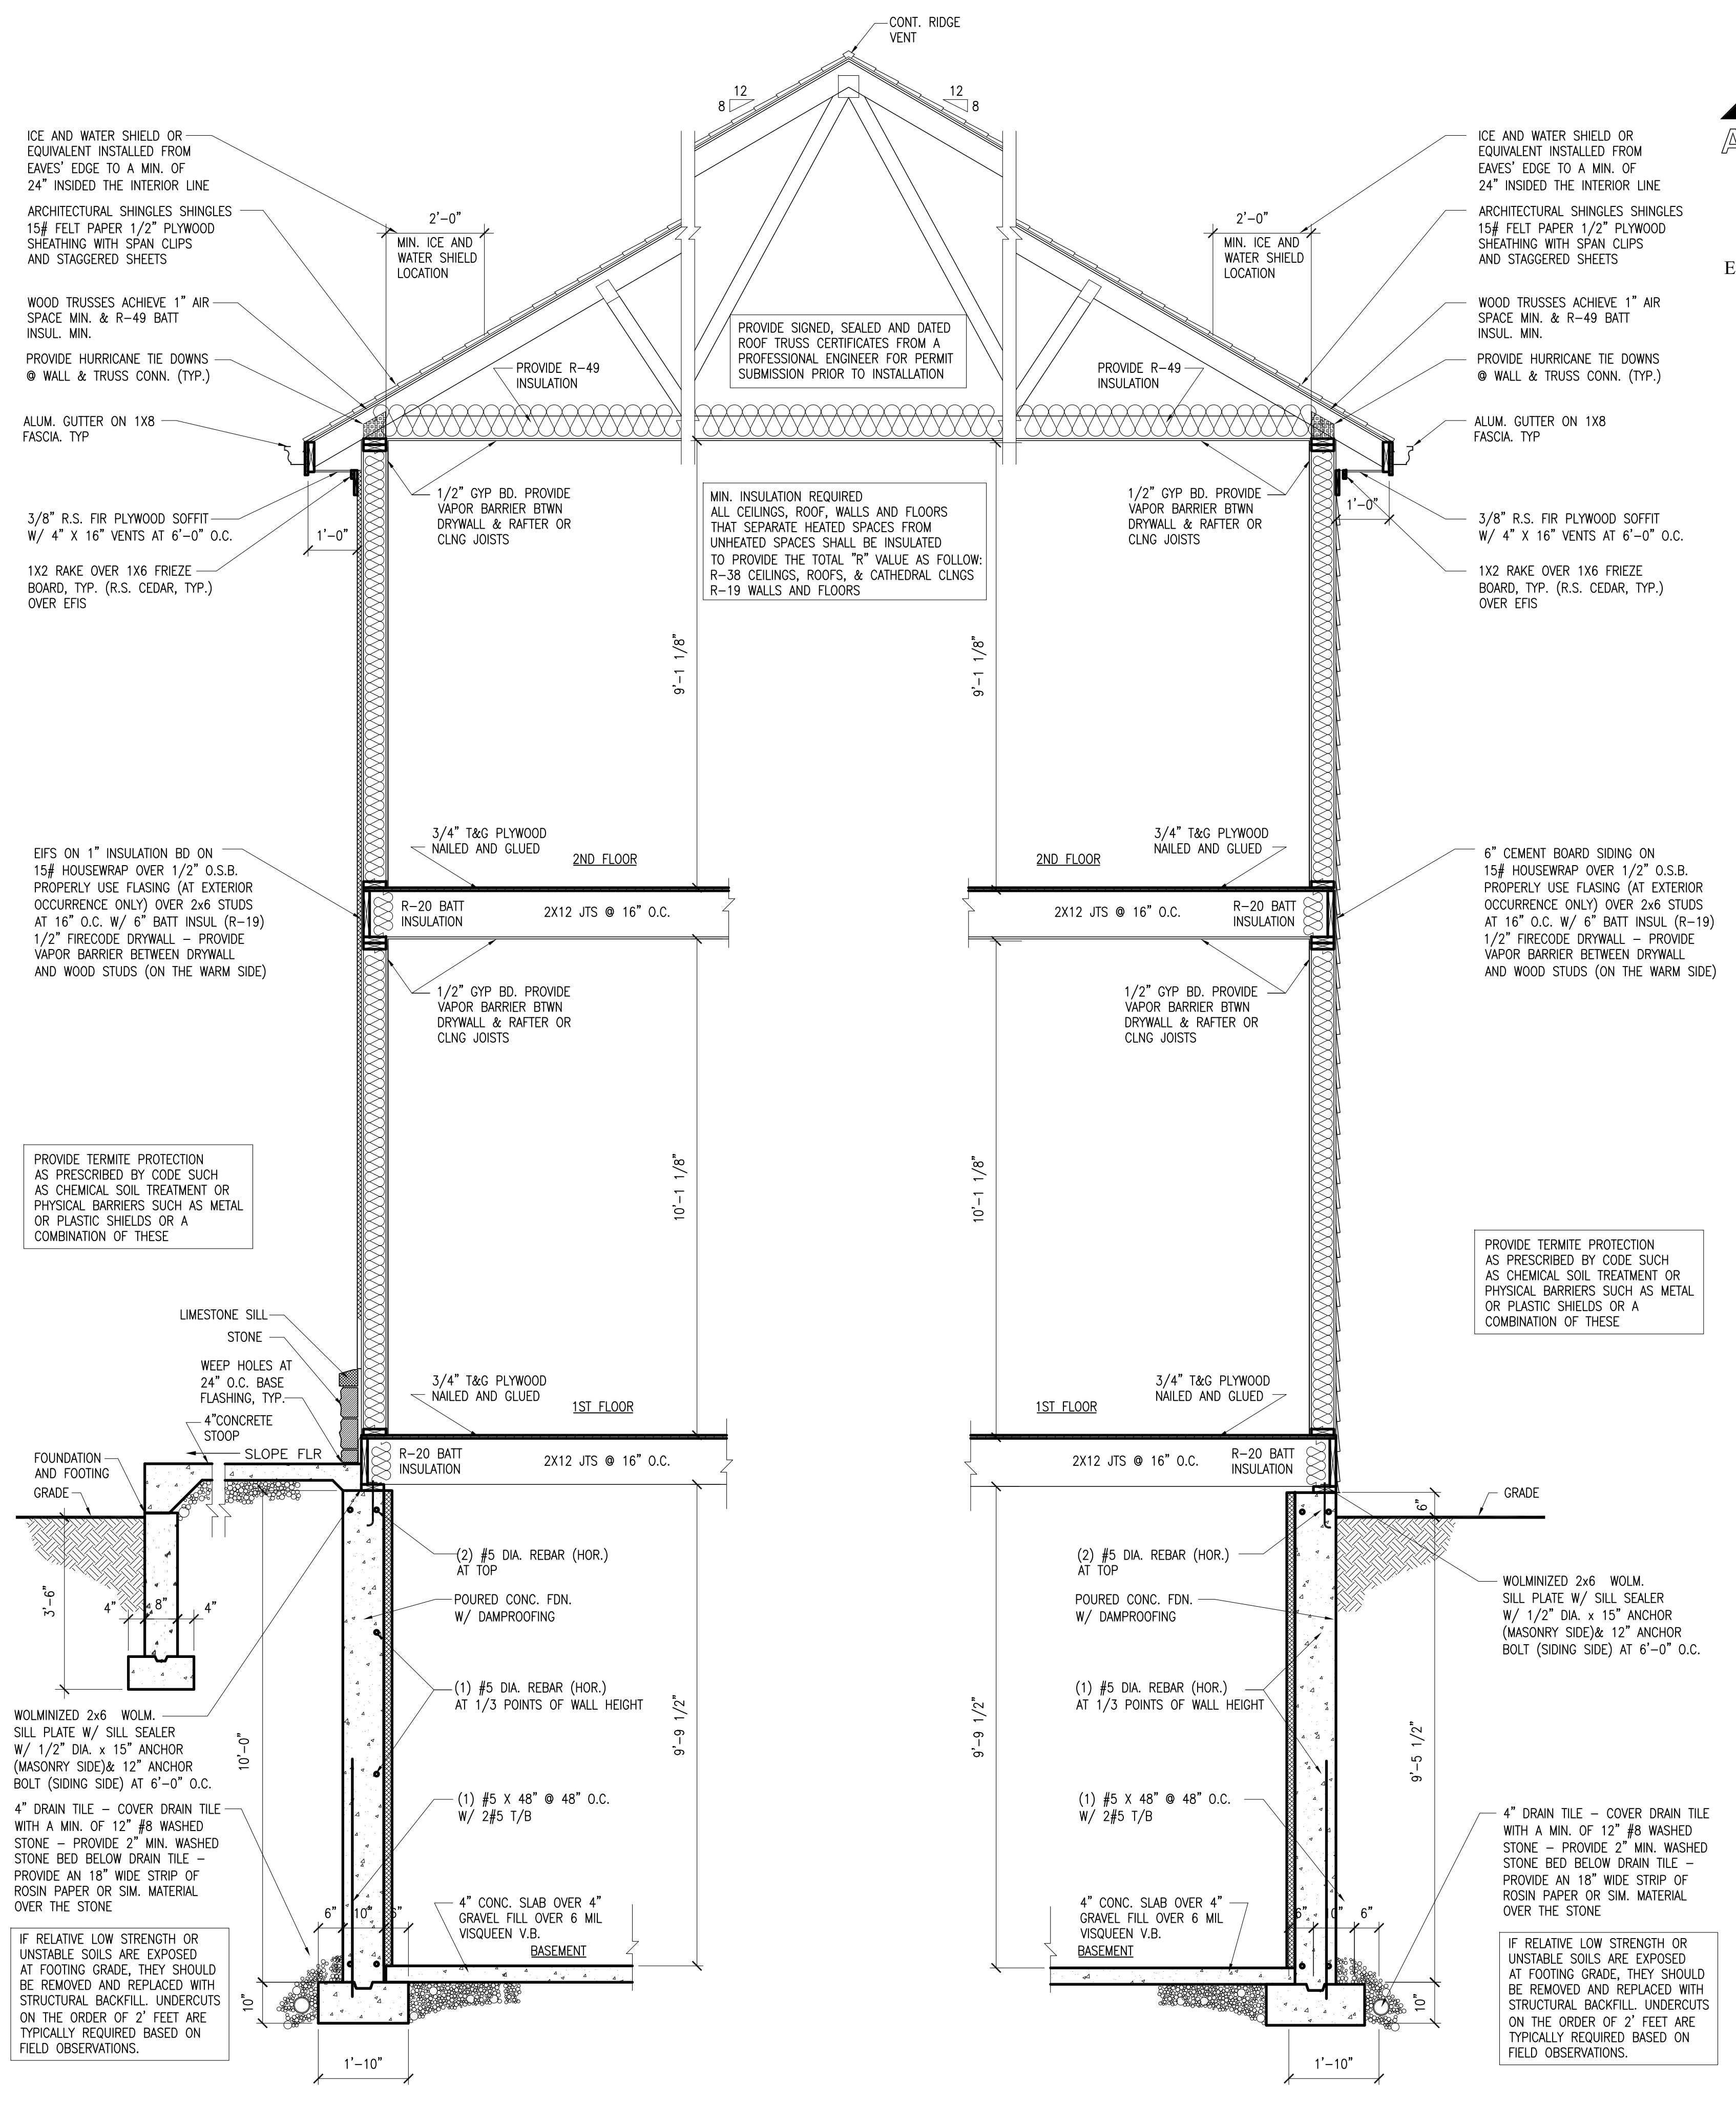 CONT. RIDGE
VENT
12
8
12
8
ICE AND WATER SHIELD OR
EQUIVALENT INSTALLED FROM
EAVES' EDGE TO A MIN. OF
24" INSIDED THE INTERIOR LINE
ARCHITECTURAL SHINGLES SHINGLES
15# FELT PAPER 1/2" PLYWOOD
SHEATHING WITH SPAN CLIPS
AND STAGGERED SHEETS
WOOD TRUSSES ACHIEVE 1" AIR
SPACE MIN. & R-49 BATT
INSUL. MIN.
PROVIDE HURRICANE TIE DOWNS
@ WALL & TRUSS CONN. (TYP.)
ALUM. GUTTER ON 1X8
FASCIA. TYP
3/8" R.S. FIR PLYWOOD SOFFIT
W/ 4" X 16" VENTS AT 6'-0" O.C.
1X2 RAKE OVER 1X6 FRIEZE
BOARD, TYP. (R.S. CEDAR, TYP.)
OVER EFIS
2'-0"
MIN. ICE AND
WATER SHIELD
LOCATION
PROVIDE R-49
INSULATION
PROVIDE SIGNED, SEALED AND DATED
ROOF TRUSS CERTIFICATES FROM A
PROFESSIONAL ENGINEER FOR PERMIT
SUBMISSION PRIOR TO INSTALLATION
2'-0"
MIN. ICE AND
WATER SHIELD
LOCATION
PROVIDE R-49
INSULATION
ICE AND WATER SHIELD OR
EQUIVALENT INSTALLED FROM
EAVES' EDGE TO A MIN. OF
24" INSIDED THE INTERIOR LINE
ARCHITECTURAL SHINGLES SHINGLES
15# FELT PAPER 1/2" PLYWOOD
SHEATHING WITH SPAN CLIPS
AND STAGGERED SHEETS
WOOD TRUSSES ACHIEVE 1" AIR
SPACE MIN. & R-49 BATT
INSUL. MIN.
PROVIDE HURRICANE TIE DOWNS
@ WALL & TRUSS CONN. (TYP.)
ALUM. GUTTER ON 1X8
FASCIA. TYP
3/8" R.S. FIR PLYWOOD SOFFIT
W/ 4" X 16" VENTS AT 6'-0" O.C.
1X2 RAKE OVER 1X6 FRIEZE
BOARD, TYP. (R.S. CEDAR, TYP.)
OVER EFIS
A
E
1'-0"
1/2" GYP BD. PROVIDE
VAPOR BARRIER BTWN
DRYWALL & RAFTER OR
CLNG JOISTS
MIN. INSULATION REQUIRED
ALL CEILINGS, ROOF, WALLS AND FLOORS
THAT SEPARATE HEATED SPACES FROM
UNHEATED SPACES SHALL BE INSULATED
TO PROVIDE THE TOTAL "R" VALUE AS FOLLOW:
R-38 CEILINGS, ROOFS, & CATHEDRAL CLNGS
R-19 WALLS AND FLOORS
1/2" GYP BD. PROVIDE
VAPOR BARRIER BTWN
DRYWALL & RAFTER OR
CLNG JOISTS
1'-0"
9'-1 1/8"
9'-1 1/8"
EIFS ON 1" INSULATION BD ON
15# HOUSEWRAP OVER 1/2" O.S.B.
PROPERLY USE FLASING (AT EXTERIOR
OCCURRENCE ONLY) OVER 2x6 STUDS
AT 16" O.C. W/ 6" BATT INSUL (R-19)
1/2" FIRECODE DRYWALL - PROVIDE
VAPOR BARRIER BETWEEN DRYWALL
AND WOOD STUDS (ON THE WARM SIDE)
3/4" T&G PLYWOOD
NAILED AND GLUED
2ND FLOOR
R-20 BATT
INSULATION
2X12 JTS @ 16" O.C.
1/2" GYP BD. PROVIDE
VAPOR BARRIER BTWN
DRYWALL & RAFTER OR
CLNG JOISTS
2ND FLOOR
3/4" T&G PLYWOOD
NAILED AND GLUED
2X12 JTS @ 16" O.C.
R-20 BATT
INSULATION
1/2" GYP BD. PROVIDE
VAPOR BARRIER BTWN
DRYWALL & RAFTER OR
CLNG JOISTS
6" CEMENT BOARD SIDING ON
15# HOUSEWRAP OVER 1/2" O.S.B.
PROPERLY USE FLASING (AT EXTERIOR
OCCURRENCE ONLY) OVER 2x6 STUDS
AT 16" O.C. W/ 6" BATT INSUL (R-19)
1/2" FIRECODE DRYWALL - PROVIDE
VAPOR BARRIER BETWEEN DRYWALL
AND WOOD STUDS (ON THE WARM SIDE)
PROVIDE TERMITE PROTECTION
AS PRESCRIBED BY CODE SUCH
AS CHEMICAL SOIL TREATMENT OR
PHYSICAL BARRIERS SUCH AS METAL
OR PLASTIC SHIELDS OR A
COMBINATION OF THESE
10'-1 1/8"
10'-1 1/8"
PROVIDE TERMITE PROTECTION
AS PRESCRIBED BY CODE SUCH
AS CHEMICAL SOIL TREATMENT OR
PHYSICAL BARRIERS SUCH AS METAL
OR PLASTIC SHIELDS OR A
COMBINATION OF THESE
LIMESTONE SILL
STONE
WEEP HOLES AT
24" O.C. BASE
FLASHING, TYP.
4"CONCRETE
STOOP
SLOPE FLR
FOUNDATION
AND FOOTING
GRADE
3/4" T&G PLYWOOD
NAILED AND GLUED
1ST FLOOR
R-20 BATT
INSULATION
2X12 JTS @ 16" O.C.
3/4" T&G PLYWOOD
NAILED AND GLUED
1ST FLOOR
2X12 JTS @ 16" O.C.
R-20 BATT
INSULATION
6"
GRADE
3'-6"
4"
8"
4"
(2) #5 DIA. REBAR (HOR.)
AT TOP
POURED CONC. FDN.
W/ DAMPROOFING
(1) #5 DIA. REBAR (HOR.)
AT 1/3 POINTS OF WALL HEIGHT
(1) #5 X 48" @ 48" O.C.
W/ 2#5 T/B
9'-9 1/2"
9'-9 1/2"
(2) #5 DIA. REBAR (HOR.)
AT TOP
POURED CONC. FDN.
W/ DAMPROOFING
(1) #5 DIA. REBAR (HOR.)
AT 1/3 POINTS OF WALL HEIGHT
(1) #5 X 48" @ 48" O.C.
W/ 2#5 T/B
WOLMINIZED 2x6 WOLM.
SILL PLATE W/ SILL SEALER
W/ 1/2" DIA. x 15" ANCHOR
(MASONRY SIDE)& 12" ANCHOR
BOLT (SIDING SIDE) AT 6'-0" O.C.
WOLMINIZED 2x6 WOLM.
SILL PLATE W/ SILL SEALER
W/ 1/2" DIA. x 15" ANCHOR
(MASONRY SIDE)& 12" ANCHOR
BOLT (SIDING SIDE) AT 6'-0" O.C.
10'-0"
9'-5 1/2"
4" DRAIN TILE - COVER DRAIN TILE
WITH A MIN. OF 12" #8 WASHED
STONE - PROVIDE 2" MIN. WASHED
STONE BED BELOW DRAIN TILE -
PROVIDE AN 18" WIDE STRIP OF
ROSIN PAPER OR SIM. MATERIAL
OVER THE STONE
6"
10"
6"
4" CONC. SLAB OVER 4"
GRAVEL FILL OVER 6 MIL
VISQUEEN V.B.
BASEMENT
4" CONC. SLAB OVER 4"
GRAVEL FILL OVER 6 MIL
VISQUEEN V.B.
BASEMENT
6"
10"
6"
4" DRAIN TILE - COVER DRAIN TILE
WITH A MIN. OF 12" #8 WASHED
STONE - PROVIDE 2" MIN. WASHED
STONE BED BELOW DRAIN TILE -
PROVIDE AN 18" WIDE STRIP OF
ROSIN PAPER OR SIM. MATERIAL
OVER THE STONE
IF RELATIVE LOW STRENGTH OR
UNSTABLE SOILS ARE EXPOSED
AT FOOTING GRADE, THEY SHOULD
BE REMOVED AND REPLACED WITH
STRUCTURAL BACKFILL. UNDERCUTS
ON THE ORDER OF 2' FEET ARE
TYPICALLY REQUIRED BASED ON
FIELD OBSERVATIONS.
10"
1'-10"
1'-10"
10"
IF RELATIVE LOW STRENGTH OR
UNSTABLE SOILS ARE EXPOSED
AT FOOTING GRADE, THEY SHOULD
BE REMOVED AND REPLACED WITH
STRUCTURAL BACKFILL. UNDERCUTS
ON THE ORDER OF 2' FEET ARE
TYPICALLY REQUIRED BASED ON
FIELD OBSERVATIONS.